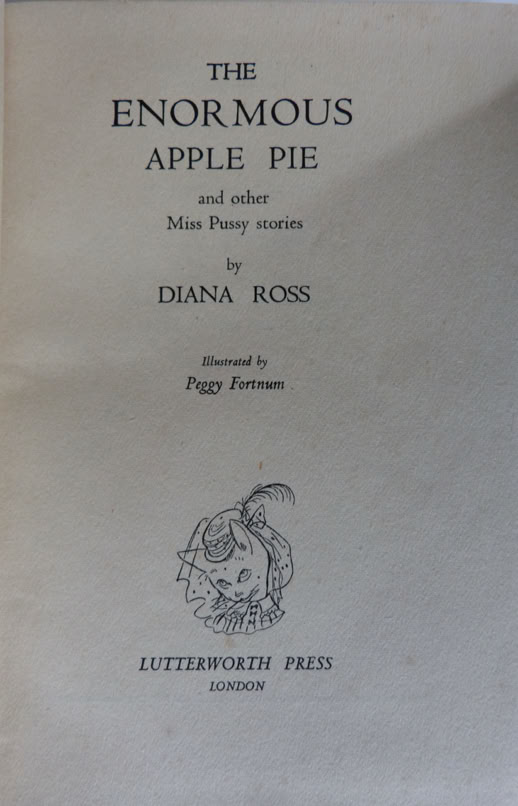 THE
ENORMOUS
APPLE PIE
and other
Miss Pussy stories
by
DIANA ROSS
Illustrated by
Peggy Fortnum
LUTTERWORTH PRESS
LONDON